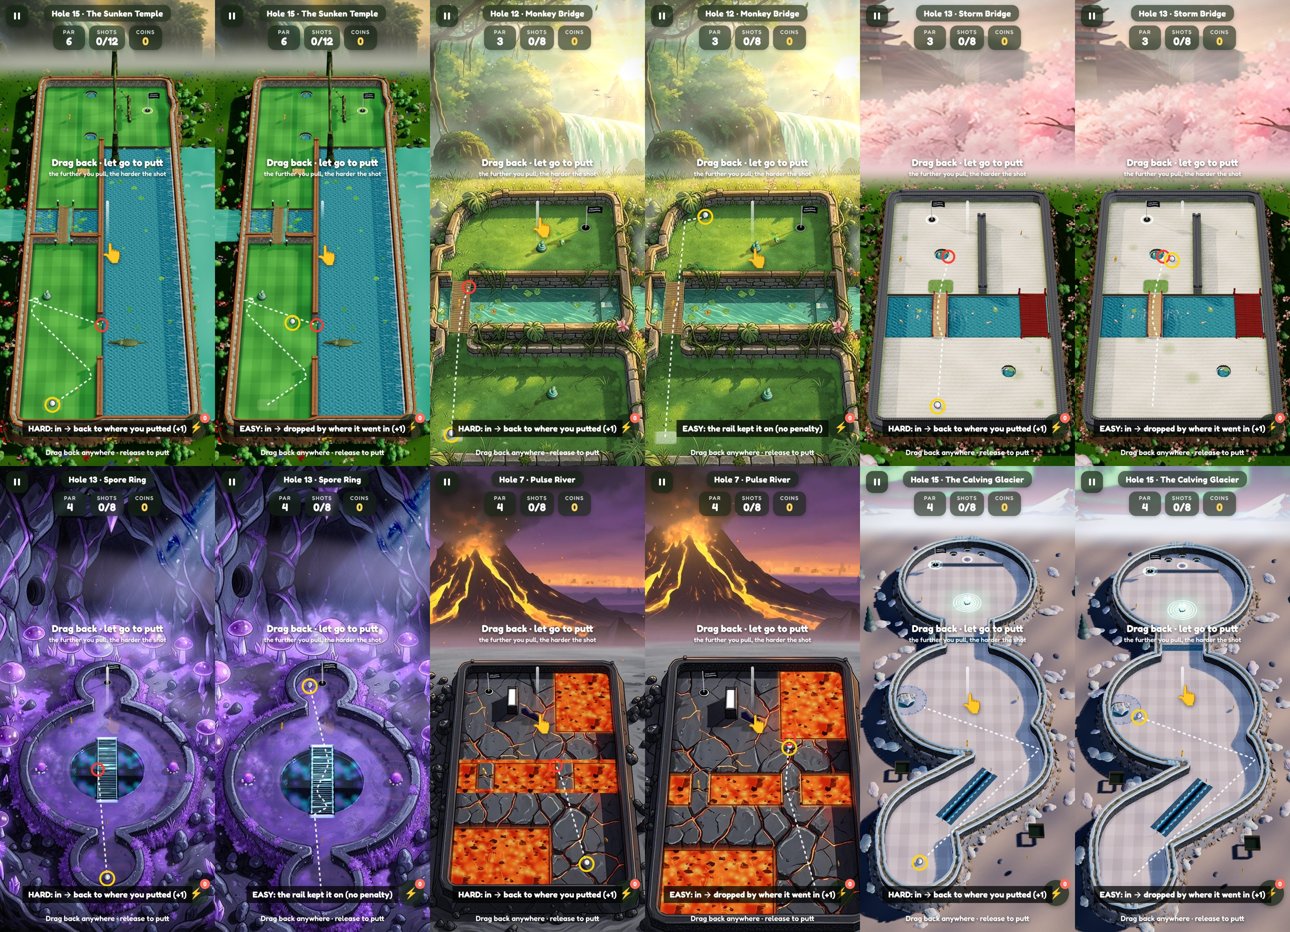 Hole 15 · The Sunken Temple
PAR
6
SHOTS
0/12
COINS
0
Drag back · let go to putt
the further you pull, the harder the shot
HARD: in → back to where you putted (+1)
Drag back anywhere · release to putt
Hole 15 · The Sunken Temple
PAR
6
SHOTS
0/12
COINS
0
Drag back · let go to putt
the further you pull, the harder the shot
EASY: in → dropped by where it went in (+1)
Drag back anywhere · release to putt
Hole 12 · Monkey Bridge
PAR
3
SHOTS
0/8
COINS
0
Drag back · let go to putt
the further you pull, the harder the shot
HARD: in → back to where you putted (+1)
Drag back anywhere · release to putt
Hole 12 · Monkey Bridge
PAR
3
SHOTS
0/8
COINS
0
Drag back · let go to putt
the further you pull, the harder the shot
EASY: the rail kept it on (no penalty)
Drag back anywhere · release to putt
Hole 13 · Storm Bridge
PAR
3
SHOTS
0/8
COINS
0
Drag back · let go to putt
the further you pull, the harder the shot
HARD: in → back to where you putted (+1)
Drag back anywhere · release to putt
Hole 13 · Storm Bridge
PAR
3
SHOTS
0/8
COINS
0
Drag back · let go to putt
the further you pull, the harder the shot
EASY: in → dropped by where it went in (+1)
Drag back anywhere · release to putt
Hole 13 · Spore Ring
PAR
4
SHOTS
0/8
COINS
0
Drag back · let go to putt
the further you pull, the harder the shot
HARD: in → back to where you putted (+1)
Drag back anywhere · release to putt
Hole 13 · Spore Ring
PAR
4
SHOTS
0/8
COINS
0
Drag back · let go to putt
the further you pull, the harder the shot
EASY: the rail kept it on (no penalty)
Drag back anywhere · release to putt
Hole 7 · Pulse River
PAR
4
SHOTS
0/8
COINS
0
Drag back · let go to putt
the further you pull, the harder the shot
HARD: in → back to where you putted (+1)
Drag back anywhere · release to putt
Hole 7 · Pulse River
PAR
4
SHOTS
0/8
COINS
0
Drag back · let go to putt
the further you pull, the harder the shot
EASY: in → dropped by where it went in (+1)
Drag back anywhere · release to putt
Hole 15 · The Calving Glacier
PAR
4
SHOTS
0/8
COINS
0
Drag back · let go to putt
the further you pull, the harder the shot
HARD: in → back to where you putted (+1)
Drag back anywhere · release to putt
Hole 15 · The Calving Glacier
PAR
4
SHOTS
0/8
COINS
0
Drag back · let go to putt
the further you pull, the harder the shot
EASY: in → dropped by where it went in (+1)
Drag back anywhere · release to putt